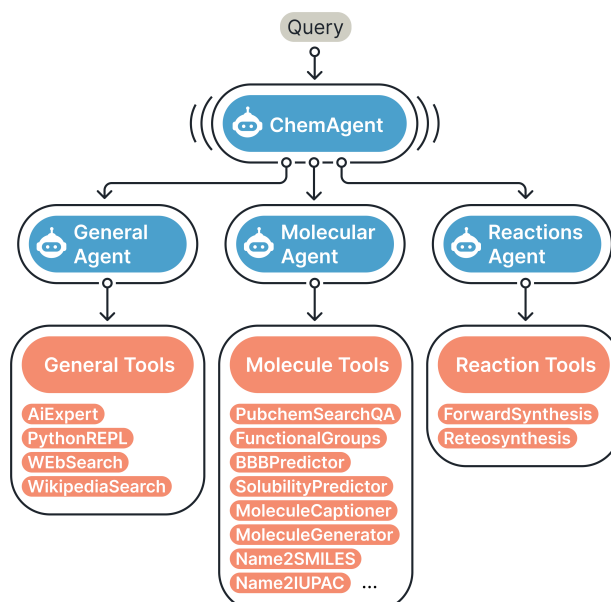 Query
ChemAgent
General
Agent
Molecular
Agent
Reactions
Agent
General Tools
AiExpert
PythonREPL
WEbSearch
WikipediaSearch
Molecule Tools
PubchemSearchQA
FunctionalGroups
BBBPredictor
SolubilityPredictor
MoleculeCaptioner
MoleculeGenerator
Name2SMILES
Name2IUPAC ...
Reaction Tools
ForwardSynthesis
Reteosynthesis